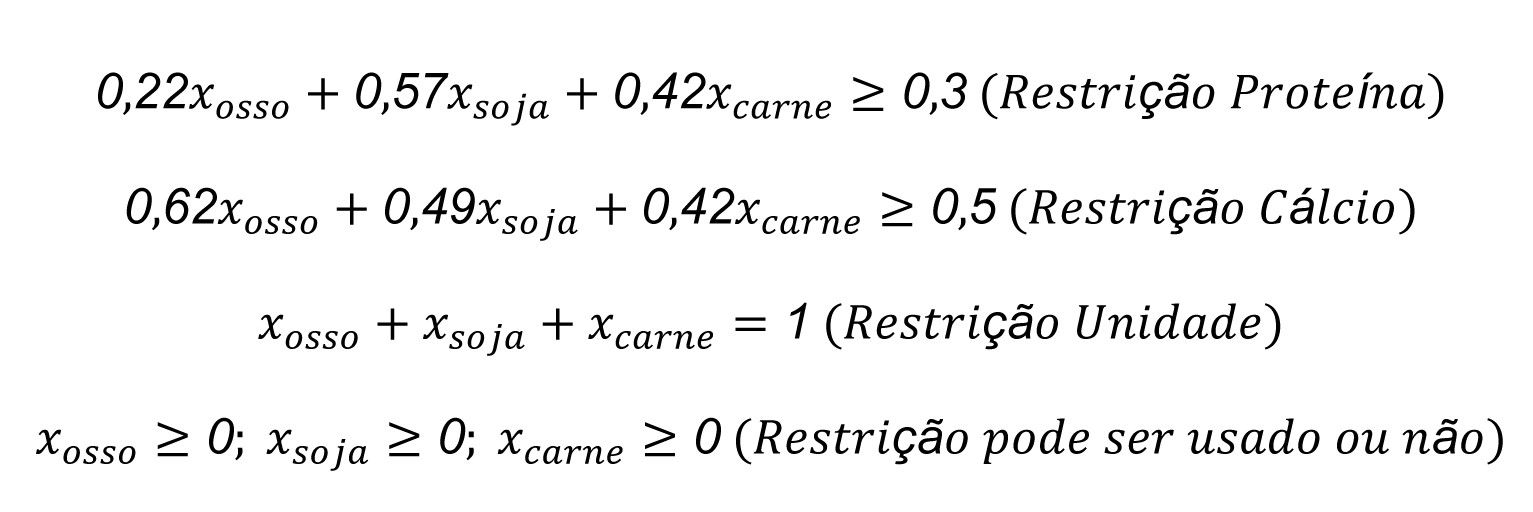 0,22x_osso + 0,57x_soja + 0,42x_carne ≥ 0,3 (Restrição Proteína)
0,62x_osso + 0,49x_soja + 0,42x_carne ≥ 0,5 (Restrição Cálcio)
x_osso + x_soja + x_carne = 1 (Restrição Unidade)
x_osso ≥ 0; x_soja ≥ 0; x_carne ≥ 0 (Restrição pode ser usado ou não)